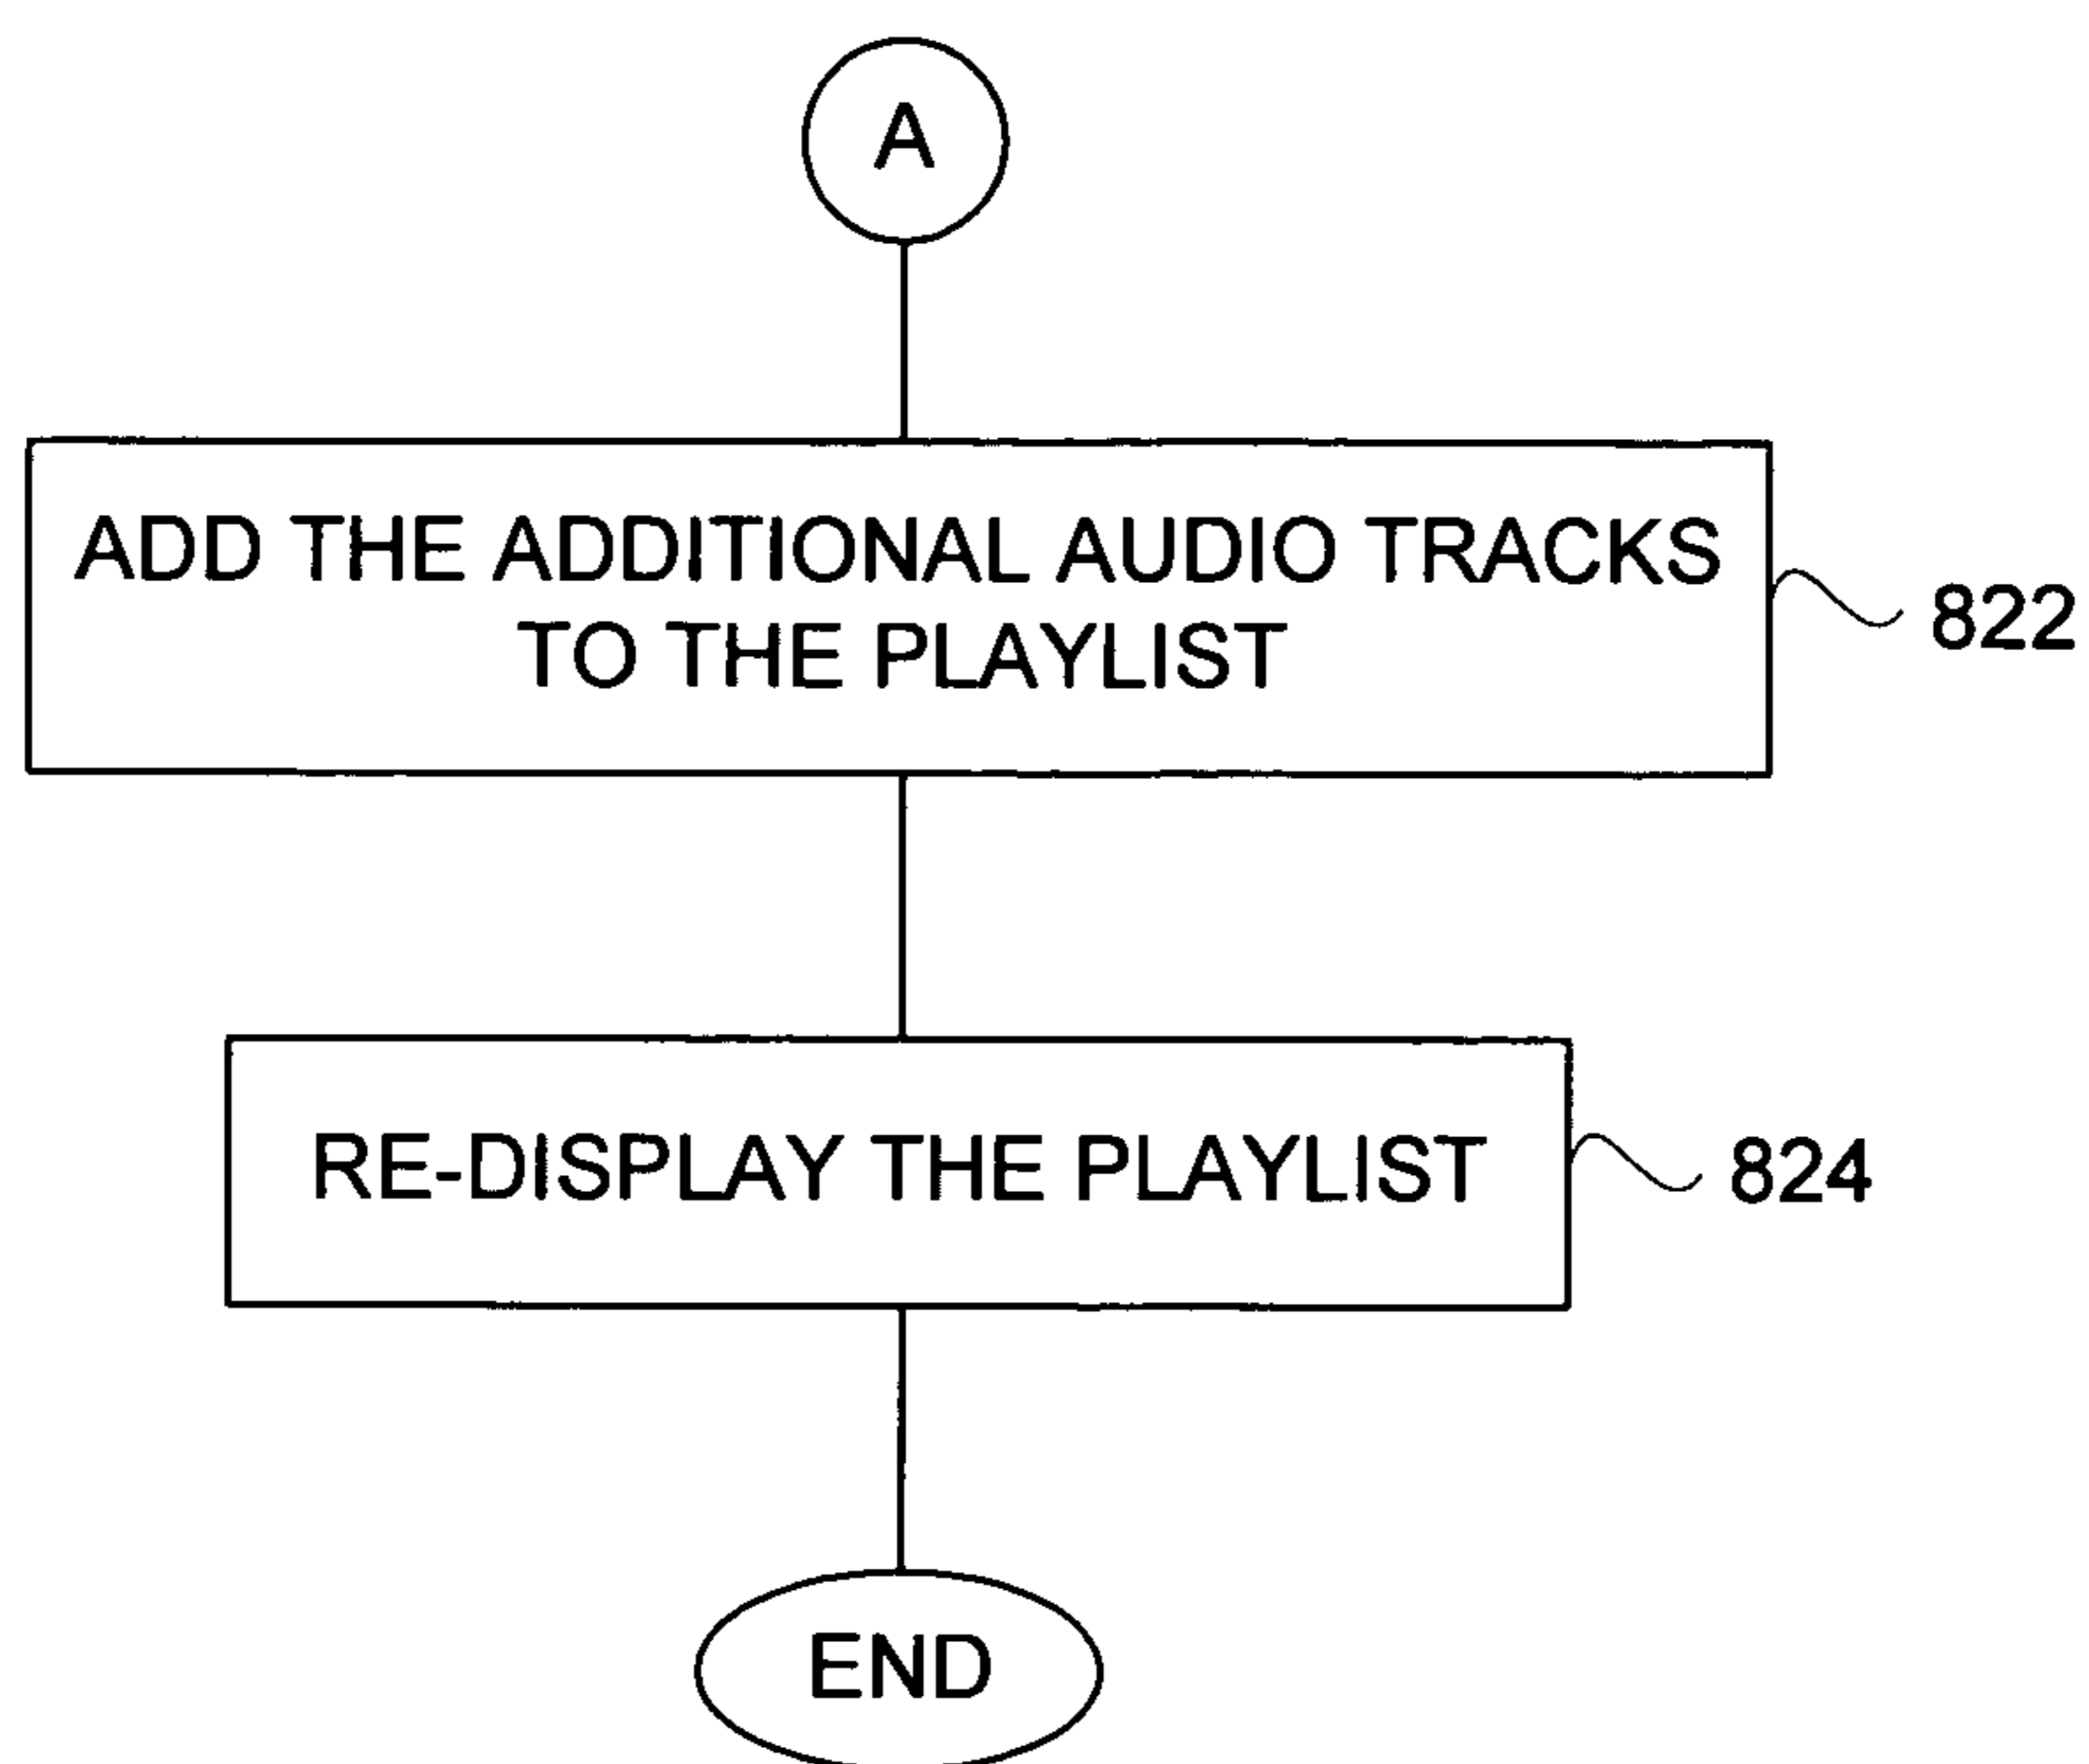 A
ADD THE ADDITIONAL AUDIO TRACKS
TO THE PLAYLIST
822
RE-DISPLAY THE PLAYLIST
824
END